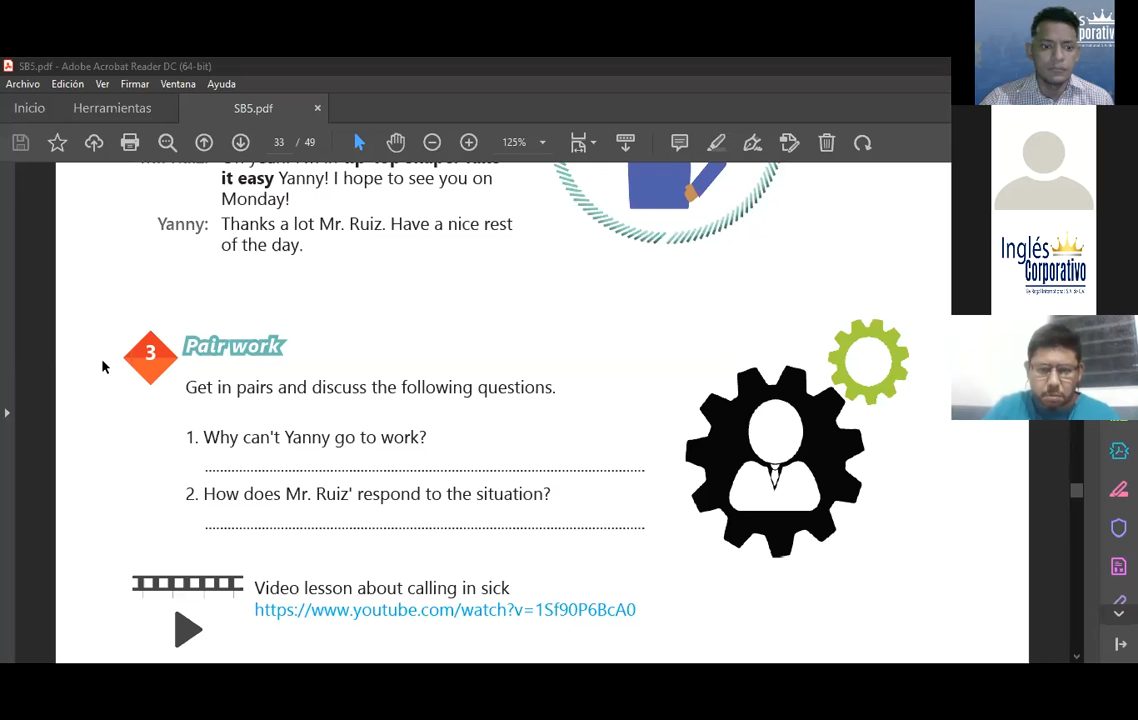 SB5.pdf - Adobe Acrobat Reader DC (64-bit)
Archivo Edición Ver Firmar Ventana Ayuda
Inicio Herramientas SB5.pdf ×
33 / 49 125%
it easy Yanny! I hope to see you on
Monday!
Yanny: Thanks a lot Mr. Ruiz. Have a nice rest
of the day.
3 Pair work
Get in pairs and discuss the following questions.
1. Why can't Yanny go to work?
2. How does Mr. Ruiz' respond to the situation?
Video lesson about calling in sick
https://www.youtube.com/watch?v=1Sf90P6BcA0
Inglés
Corporativo